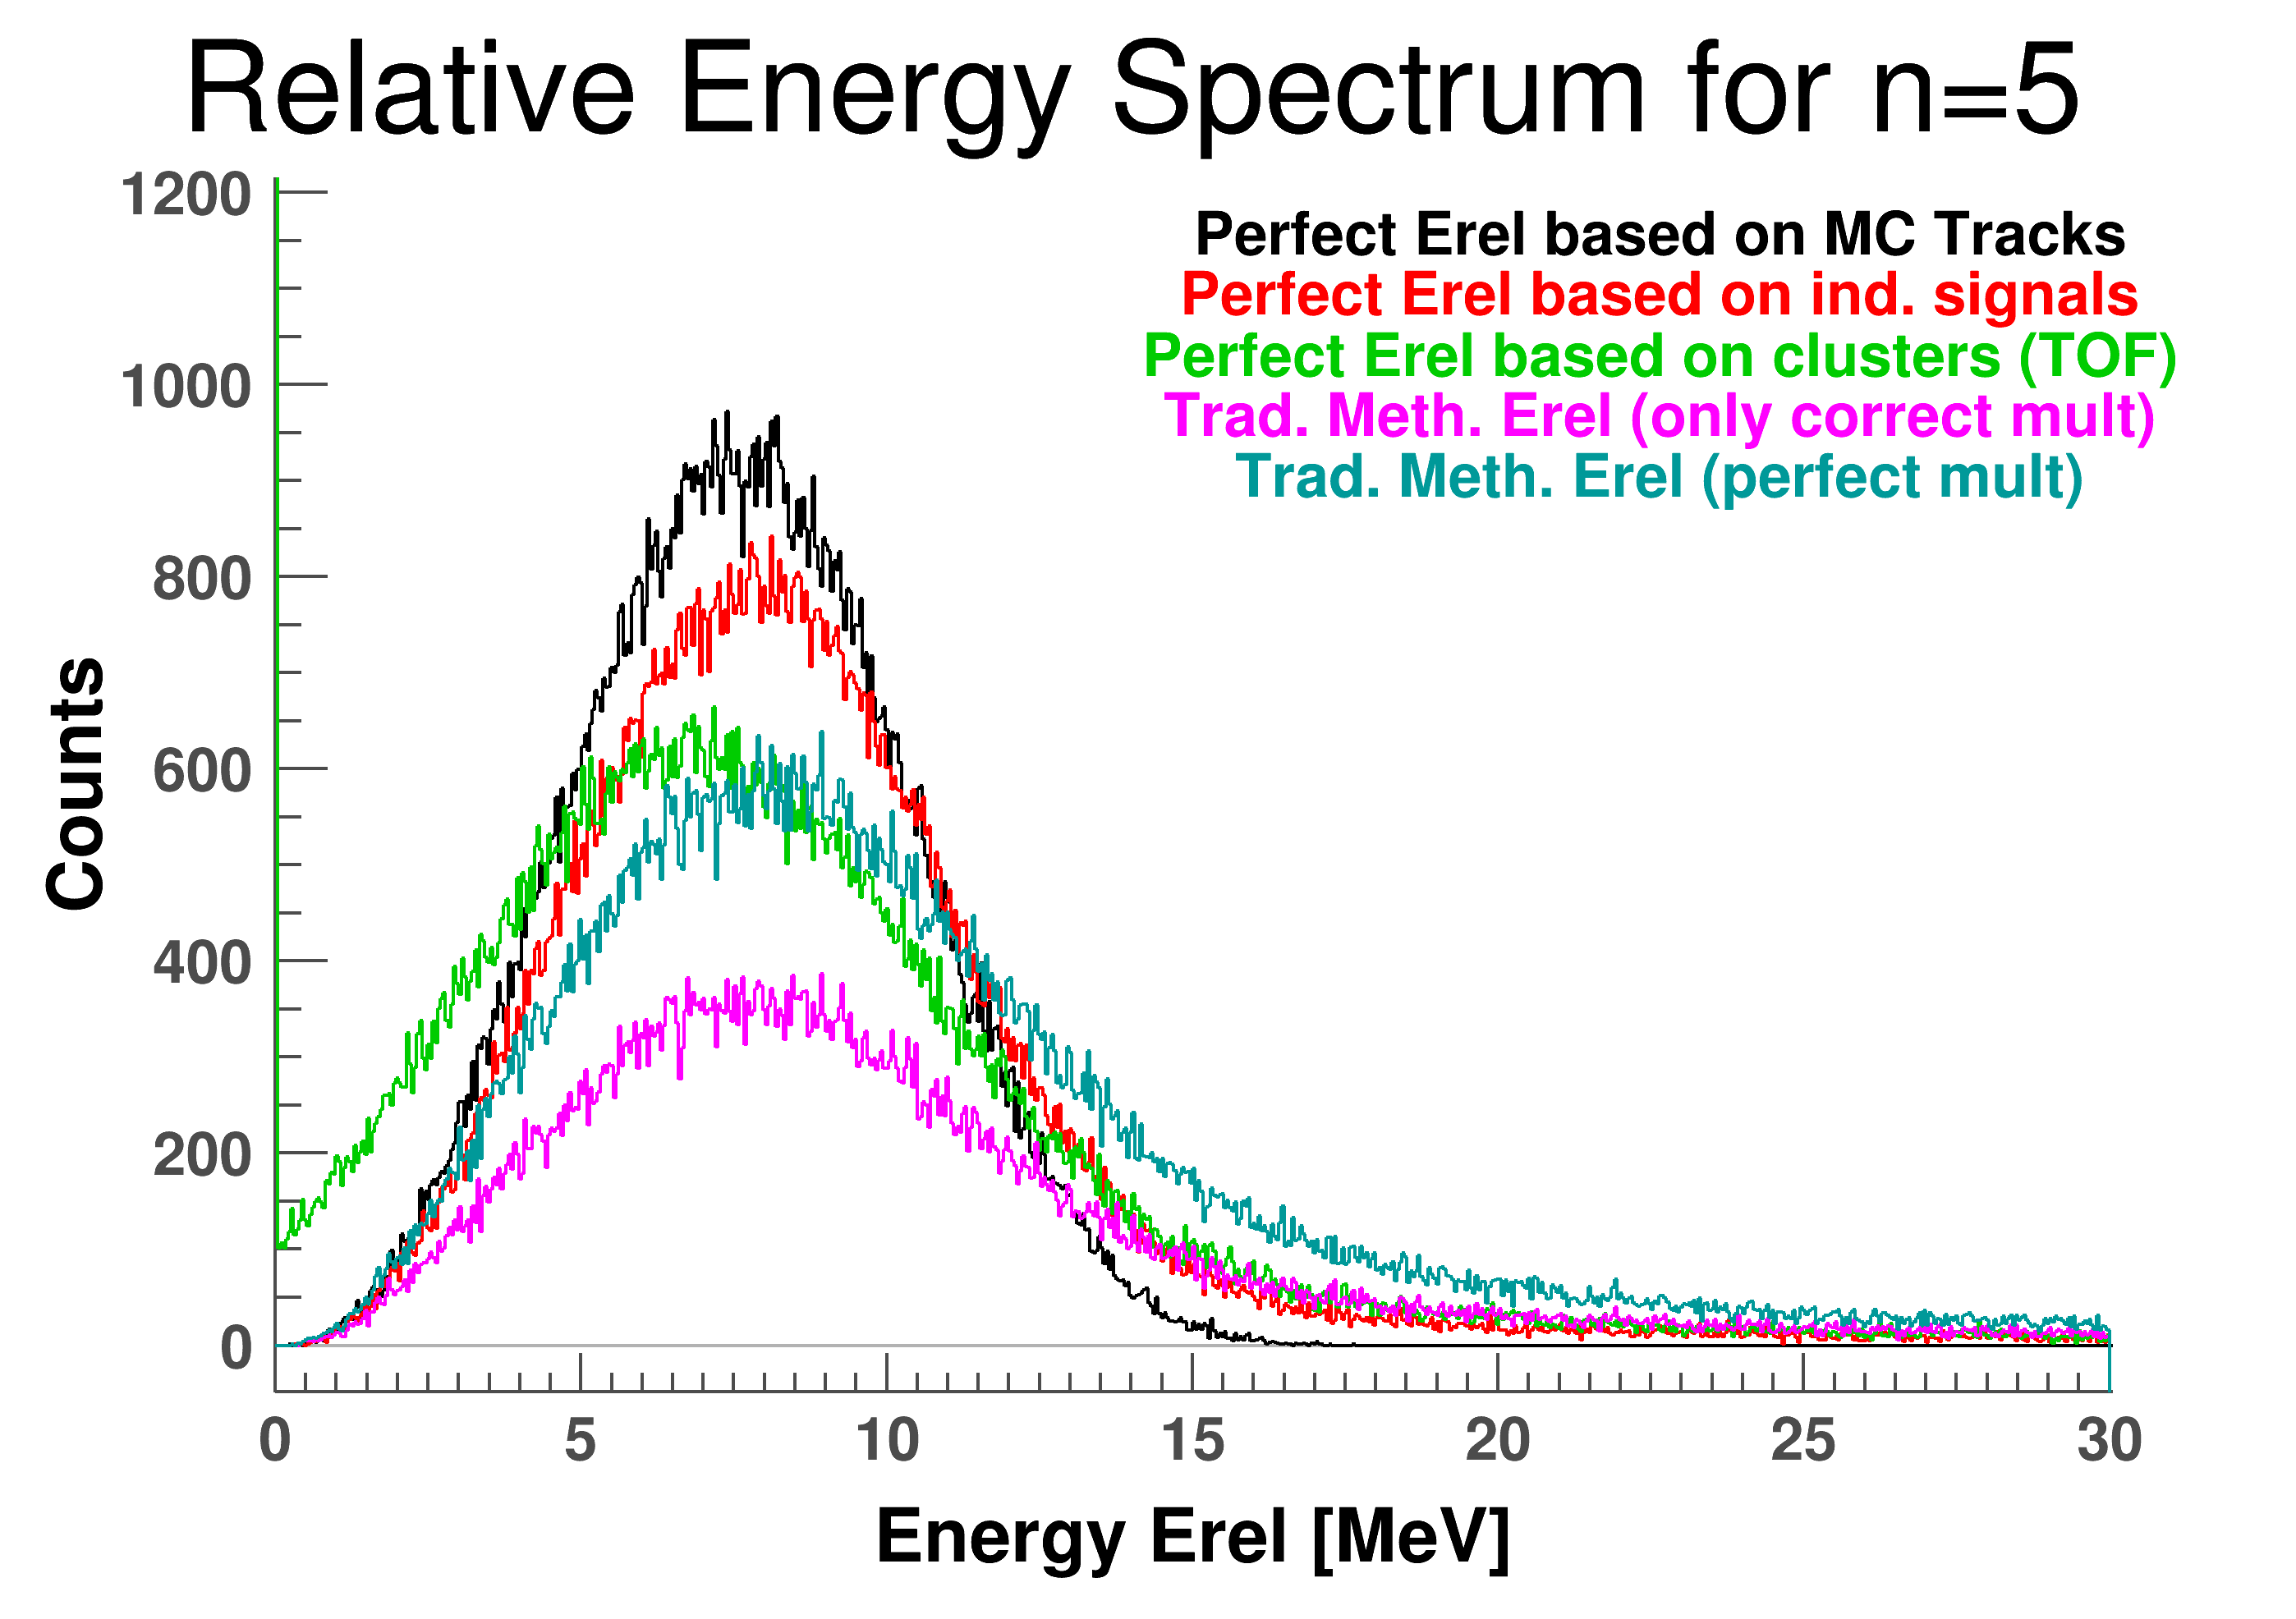 Relative Energy Spectrum for n=5
1200
1000
800
600
400
200
0
Counts
Perfect Erel based on MC Tracks
Perfect Erel based on ind. signals
Perfect Erel based on clusters (TOF)
Trad. Meth. Erel (only correct mult)
Trad. Meth. Erel (perfect mult)
0 5 10 15 20 25 30
Energy Erel [MeV]